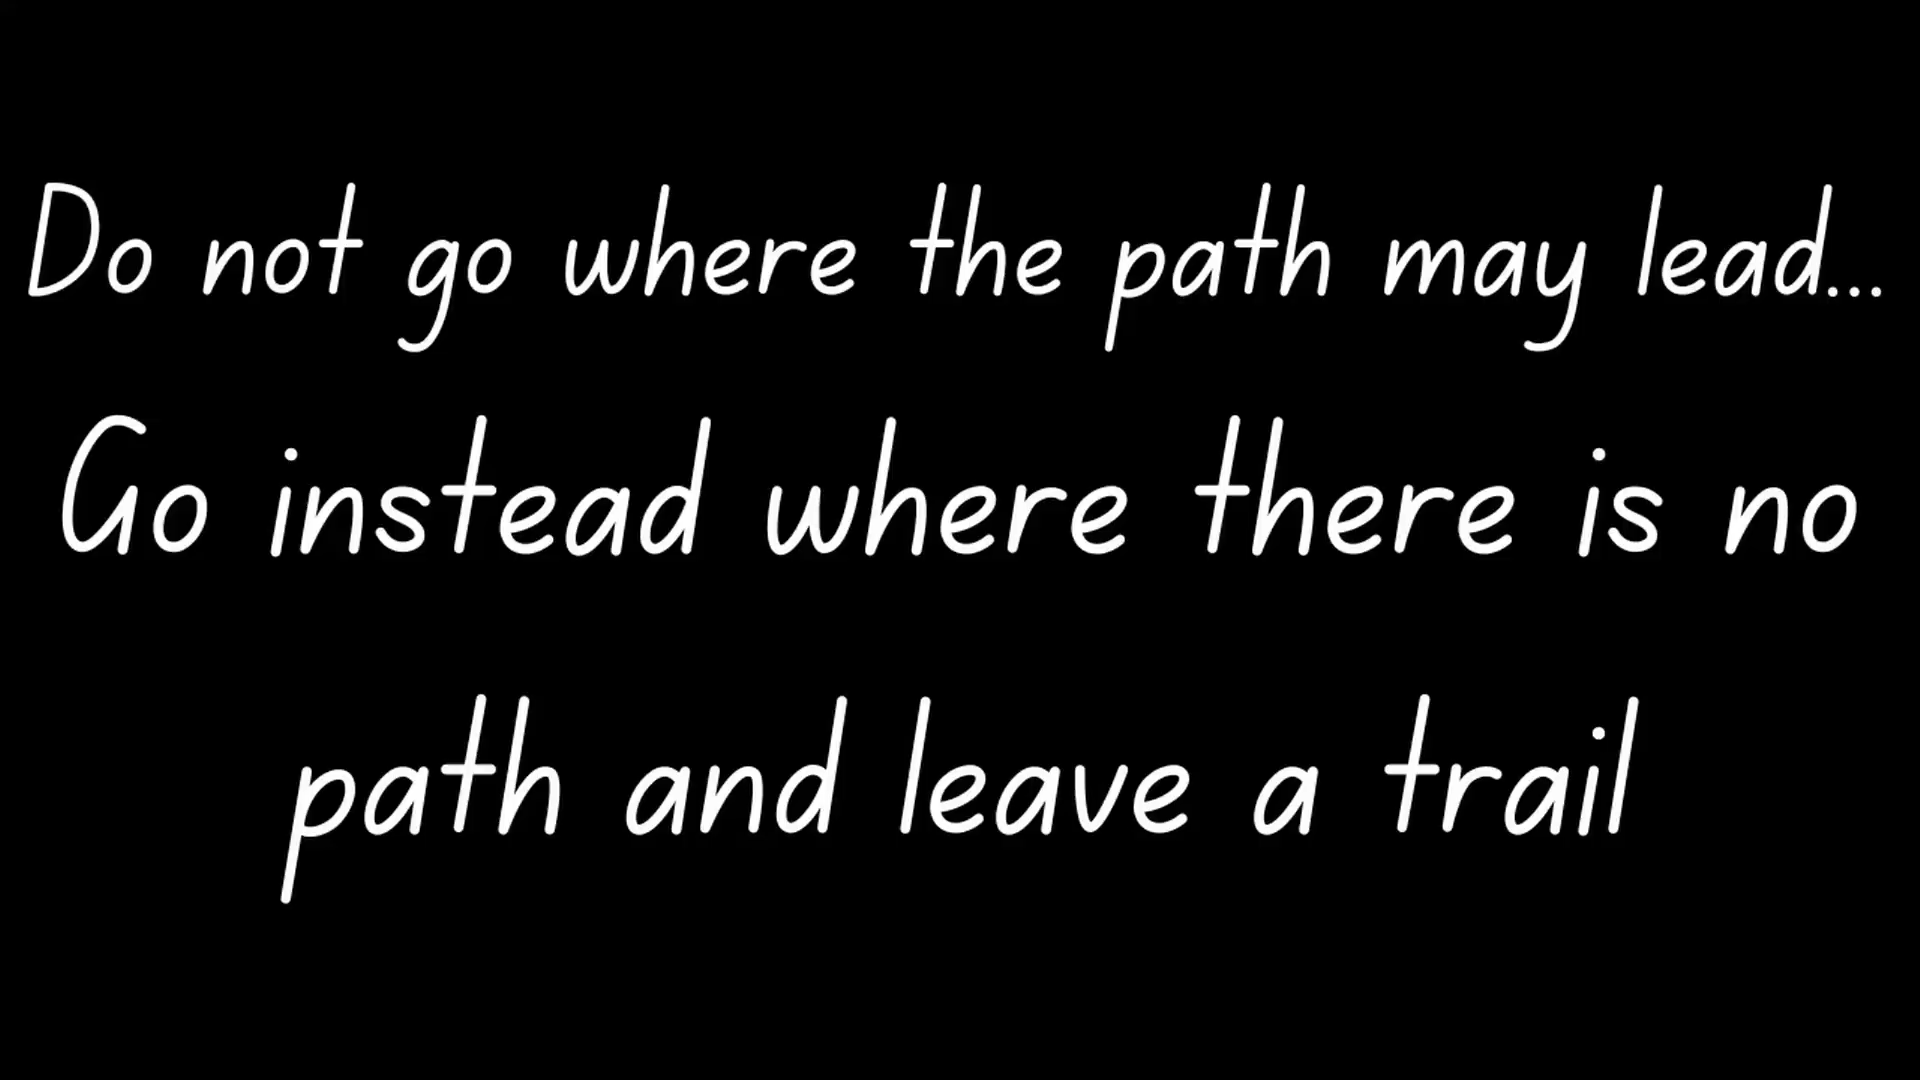 Do not go where the path may lead...
Go instead where there is no
path and leave a trail